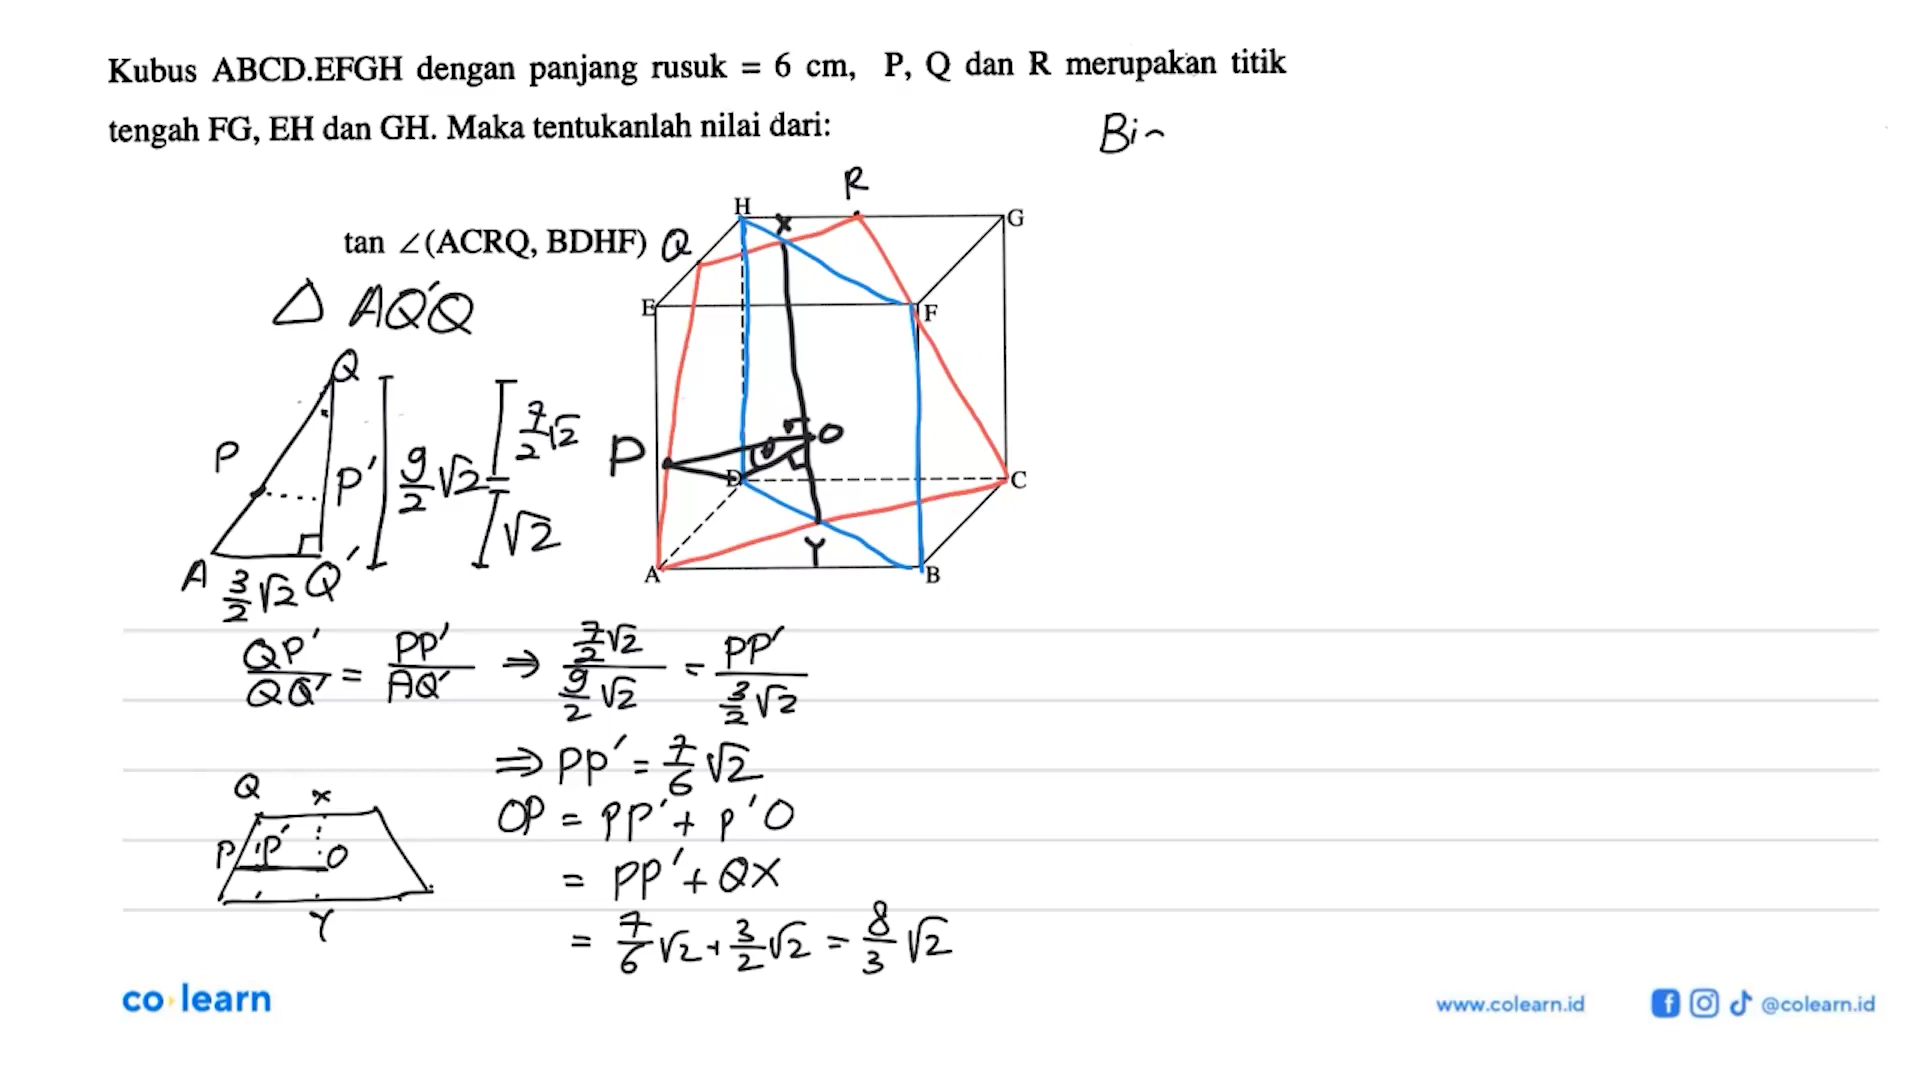 Kubus ABCD.EFGH dengan panjang rusuk = 6 cm, P, Q dan R merupakan titik
tengah FG, EH dan GH. Maka tentukanlah nilai dari:
Bi
tan ∠(ACRQ, BDHF)
Q
H
X
R
G
E
F
P
θ
O
D
C
A
Y
B
△ AQ'Q
Q
P
P'
A
Q'
3/2 √2
9/2 √2
7/2 √2
√2
QP'/QQ' = PP'/AQ' ⇒ (7/2 √2)/(9/2 √2) = PP'/(3/2 √2)
⇒ PP' = 7/6 √2
Q X
P P' O
Y
OP = PP' + P'O
= PP' + QX
= 7/6 √2 + 3/2 √2 = 8/3 √2
co learn
www.colearn.id
@colearn.id